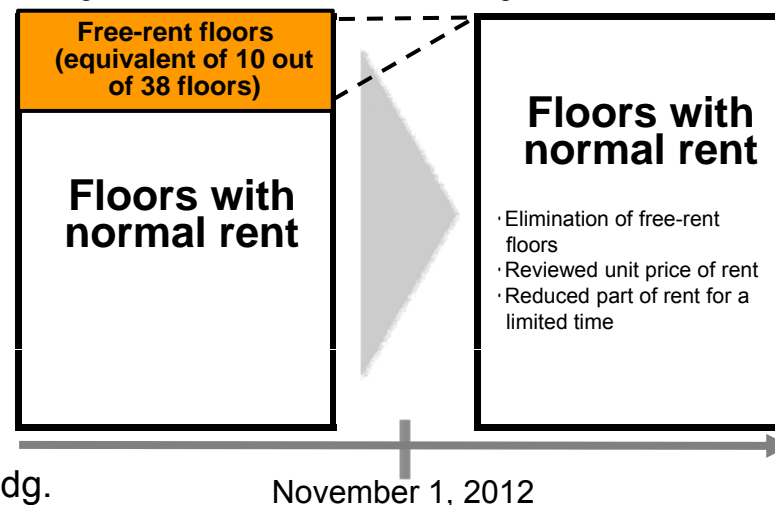 Free-rent floors
(equivalent of 10 out
of 38 floors)
Floors with
normal rent
Floors with
normal rent
·Elimination of free-rent
floors
·Reviewed unit price of rent
·Reduced part of rent for a
limited time
dg.
November 1, 2012